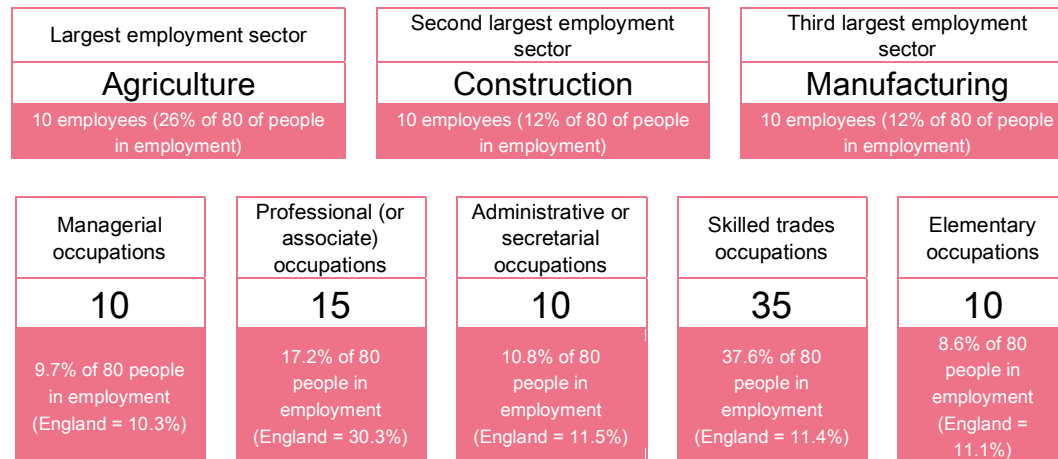 Largest employment sector
Agriculture
10 employees (26% of 80 of people
in employment)
Second largest employment
sector
Construction
10 employees (12% of 80 of people
in employment)
Third largest employment
sector
Manufacturing
10 employees (12% of 80 of people
in employment)
Managerial
occupations
10
9.7% of 80 people
in employment
(England = 10.3%)
Professional (or
associate)
occupations
15
17.2% of 80
people in
employment
(England = 30.3%)
Administrative or
secretarial
occupations
10
10.8% of 80
people in
employment
(England = 11.5%)
Skilled trades
occupations
35
37.6% of 80
people in
employment
(England = 11.4%)
Elementary
occupations
10
8.6% of 80
people in
employment
(England =
11.1%)